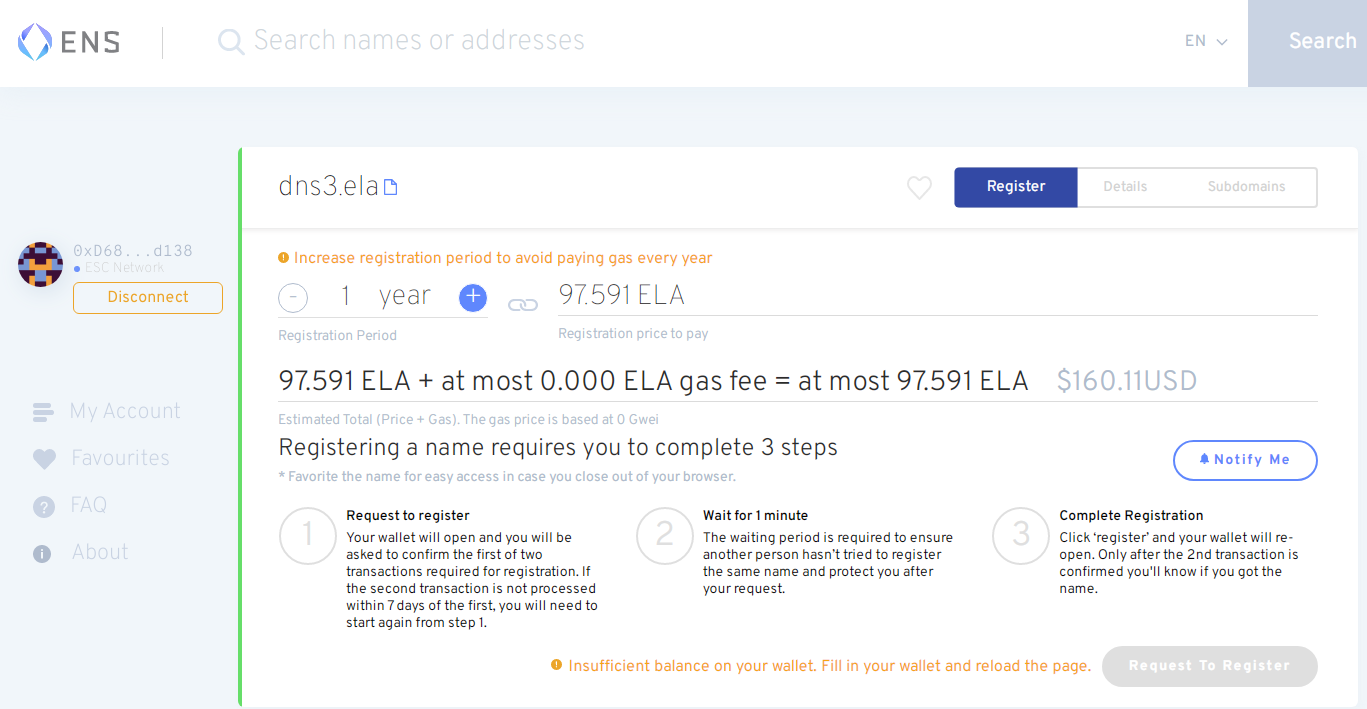 ENS
Search names or addresses
EN
Search
dns3.ela
Register
Details
Subdomains
0xD68...d138
ESC Network
Disconnect
My Account
Favourites
FAQ
About
Increase registration period to avoid paying gas every year
- 1 year +
97.591 ELA
Registration Period
Registration price to pay
97.591 ELA + at most 0.000 ELA gas fee = at most 97.591 ELA $160.11USD
Estimated Total (Price + Gas). The gas price is based at 0 Gwei
Registering a name requires you to complete 3 steps
* Favorite the name for easy access in case you close out of your browser.
Notify Me
1
Request to register
Your wallet will open and you will be
asked to confirm the first of two
transactions required for registration. If
the second transaction is not processed
within 7 days of the first, you will need to
start again from step 1.
2
Wait for 1 minute
The waiting period is required to ensure
another person hasn't tried to register
the same name and protect you after
your request.
3
Complete Registration
Click ‘register’ and your wallet will re-
open. Only after the 2nd transaction is
confirmed you'll know if you got the
name.
Insufficient balance on your wallet. Fill in your wallet and reload the page.
Request To Register